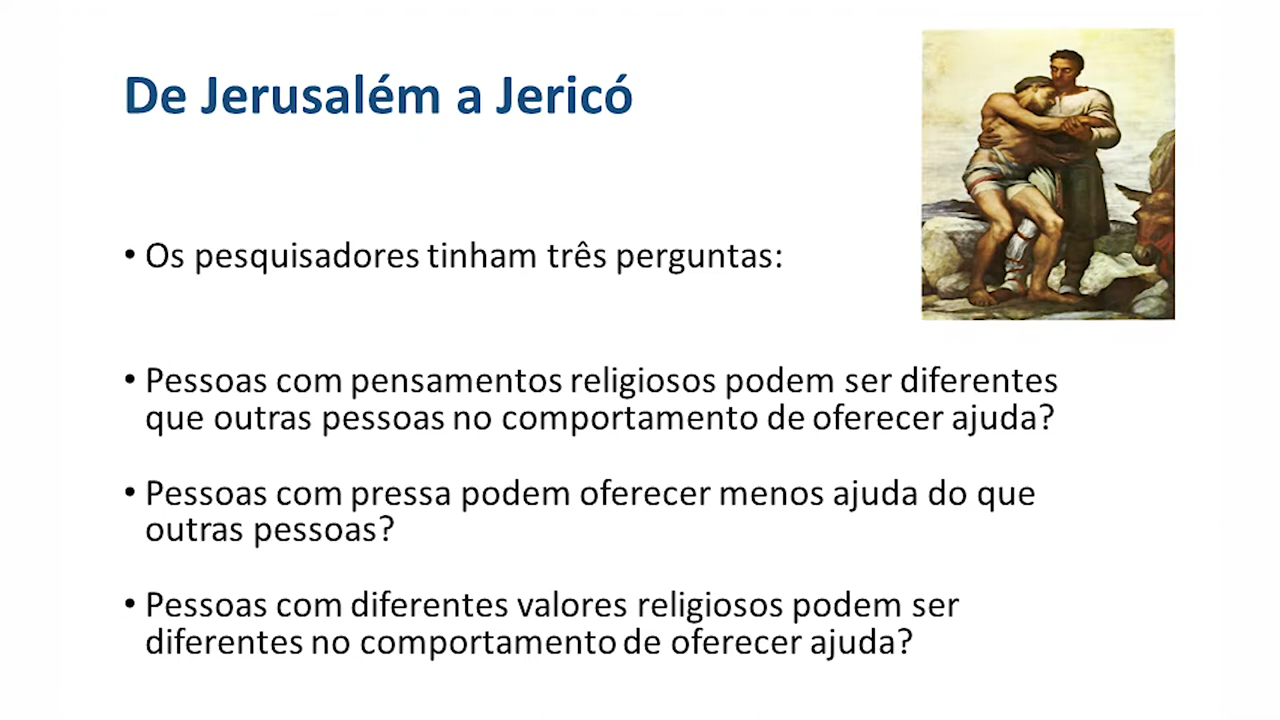 De Jerusalém a Jericó
• Os pesquisadores tinham três perguntas:
• Pessoas com pensamentos religiosos podem ser diferentes
que outras pessoas no comportamento de oferecer ajuda?
• Pessoas com pressa podem oferecer menos ajuda do que
outras pessoas?
• Pessoas com diferentes valores religiosos podem ser
diferentes no comportamento de oferecer ajuda?